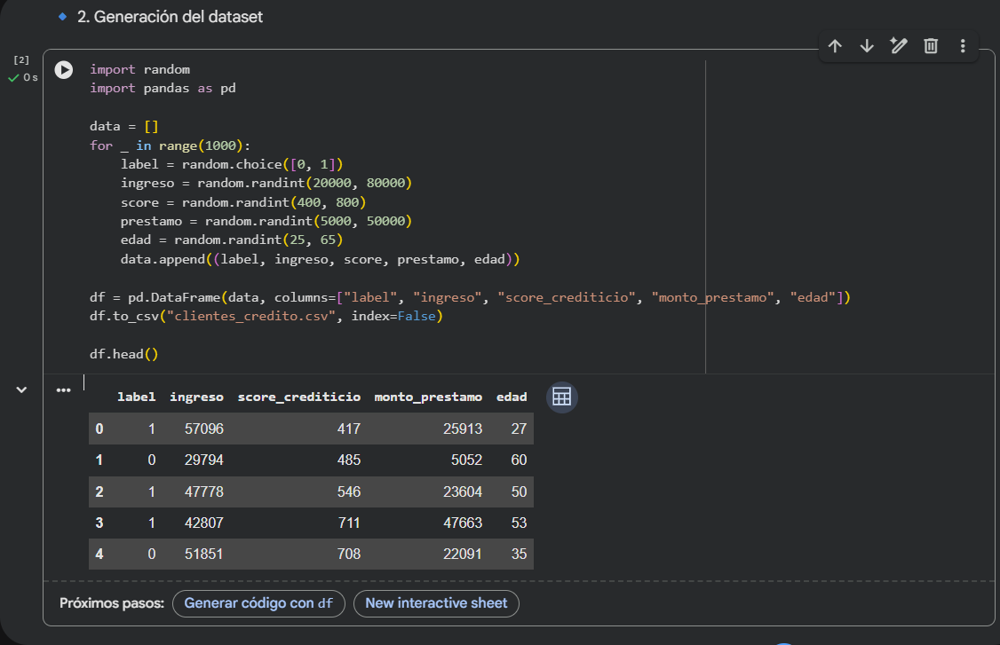 2. Generación del dataset
[2]
0 s
import random
import pandas as pd
data = []
for _ in range(1000):
    label = random.choice([0, 1])
    ingreso = random.randint(20000, 80000)
    score = random.randint(400, 800)
    prestamo = random.randint(5000, 50000)
    edad = random.randint(25, 65)
    data.append((label, ingreso, score, prestamo, edad))
df = pd.DataFrame(data, columns=["label", "ingreso", "score_crediticio", "monto_prestamo", "edad"])
df.to_csv("clientes_credito.csv", index=False)
df.head()
label ingreso score_crediticio monto_prestamo edad
0 1 57096 417 25913 27
1 0 29794 485 5052 60
2 1 47778 546 23604 50
3 1 42807 711 47663 53
4 0 51851 708 22091 35
Próximos pasos: Generar código con df New interactive sheet